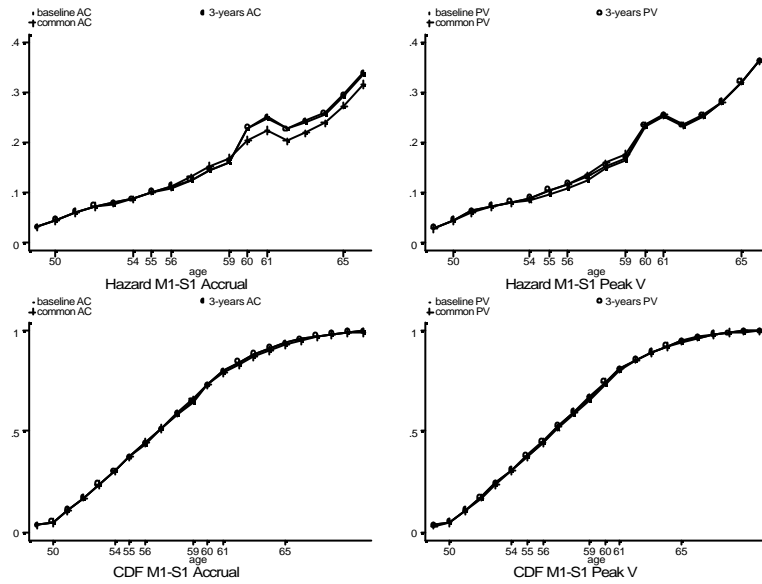 baseline AC 3-years AC
common AC
.4
.3
.2
.1
0
50 54 55 56 59 60 61 65
age
Hazard M1-S1 Accrual
baseline PV 3-years PV
common PV
.4
.3
.2
.1
0
50 54 55 56 59 60 61 65
age
Hazard M1-S1 Peak V
baseline AC 3-years AC
common AC
1
.5
0
50 54 55 56 59 60 61 65
age
CDF M1-S1 Accrual
baseline PV 3-years PV
common PV
1
.5
0
50 54 55 56 59 60 61 65
age
CDF M1-S1 Peak V